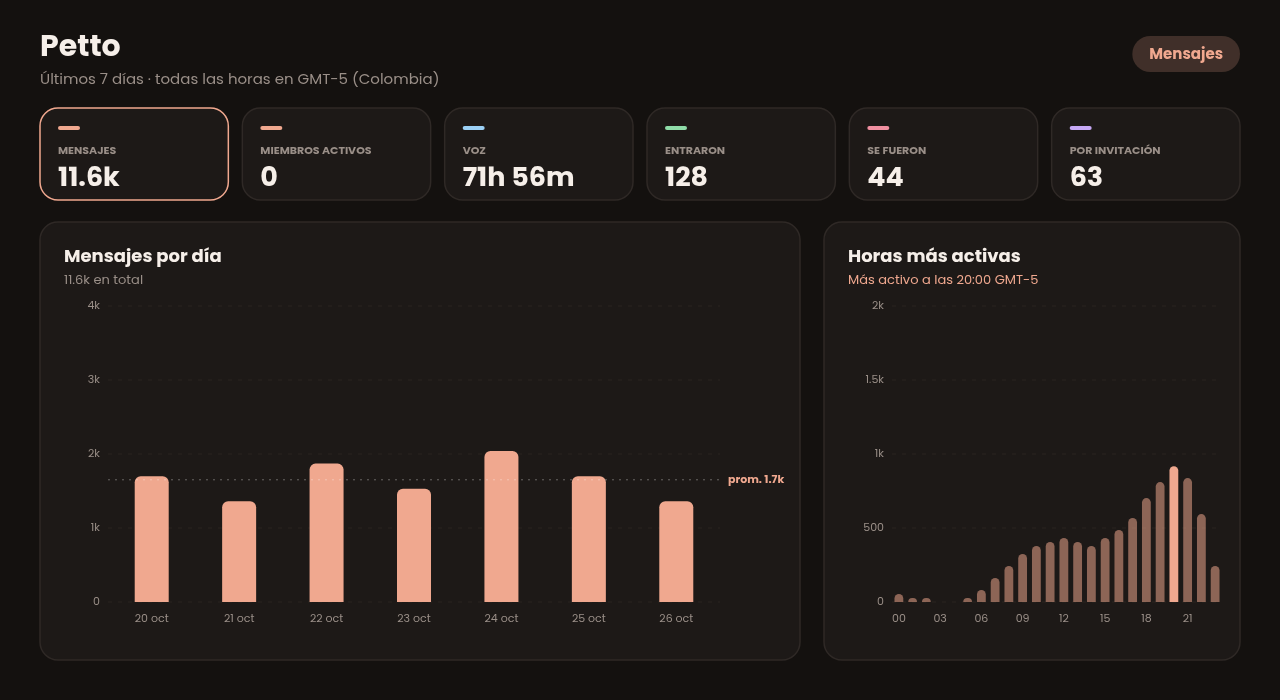 Petto
Últimos 7 días · todas las horas en GMT-5 (Colombia)
Mensajes
MENSAJES
11.6k
MIEMBROS ACTIVOS
0
VOZ
71h 56m
ENTRARON
128
SE FUERON
44
POR INVITACIÓN
63
Mensajes por día
11.6k en total
4k
3k
2k
1k
0
prom. 1.7k
20 oct
21 oct
22 oct
23 oct
24 oct
25 oct
26 oct
Horas más activas
Más activo a las 20:00 GMT-5
2k
1.5k
1k
500
0
00
03
06
09
12
15
18
21